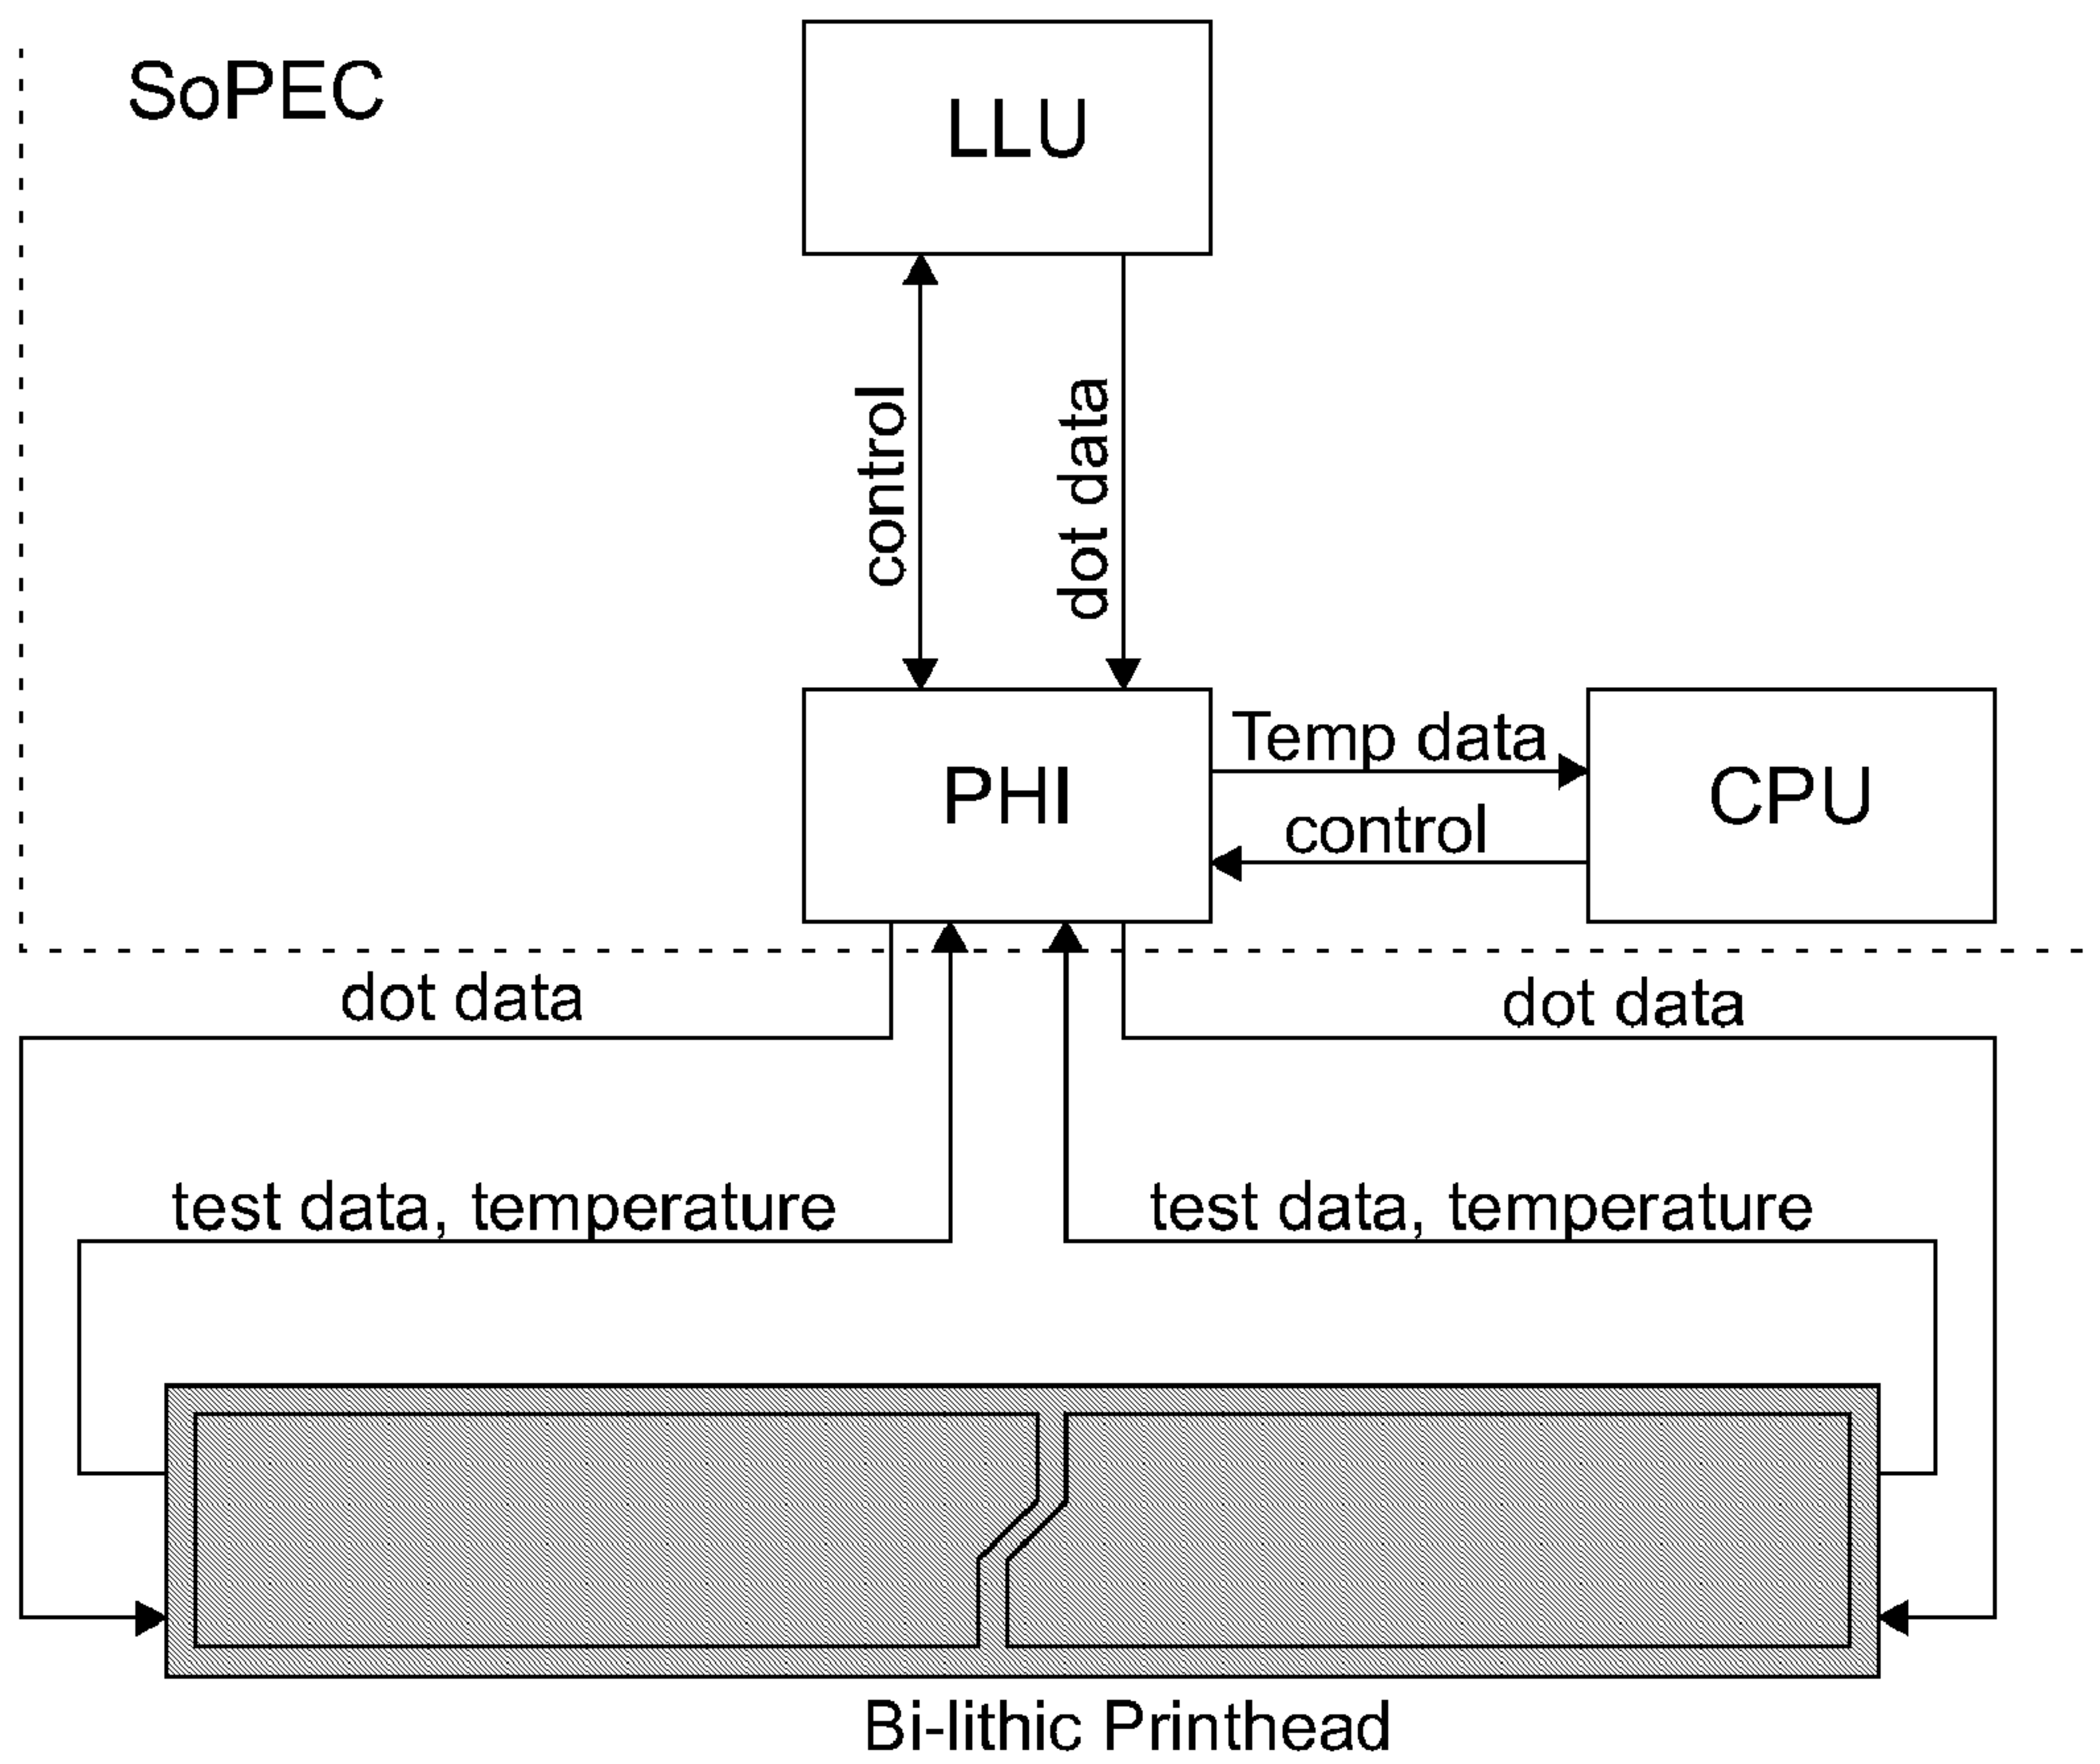 SoPEC
LLU
control
dot data
PHI
Temp data
control
CPU
dot data
dot data
test data, temperature
test data, temperature
Bi-lithic Printhead